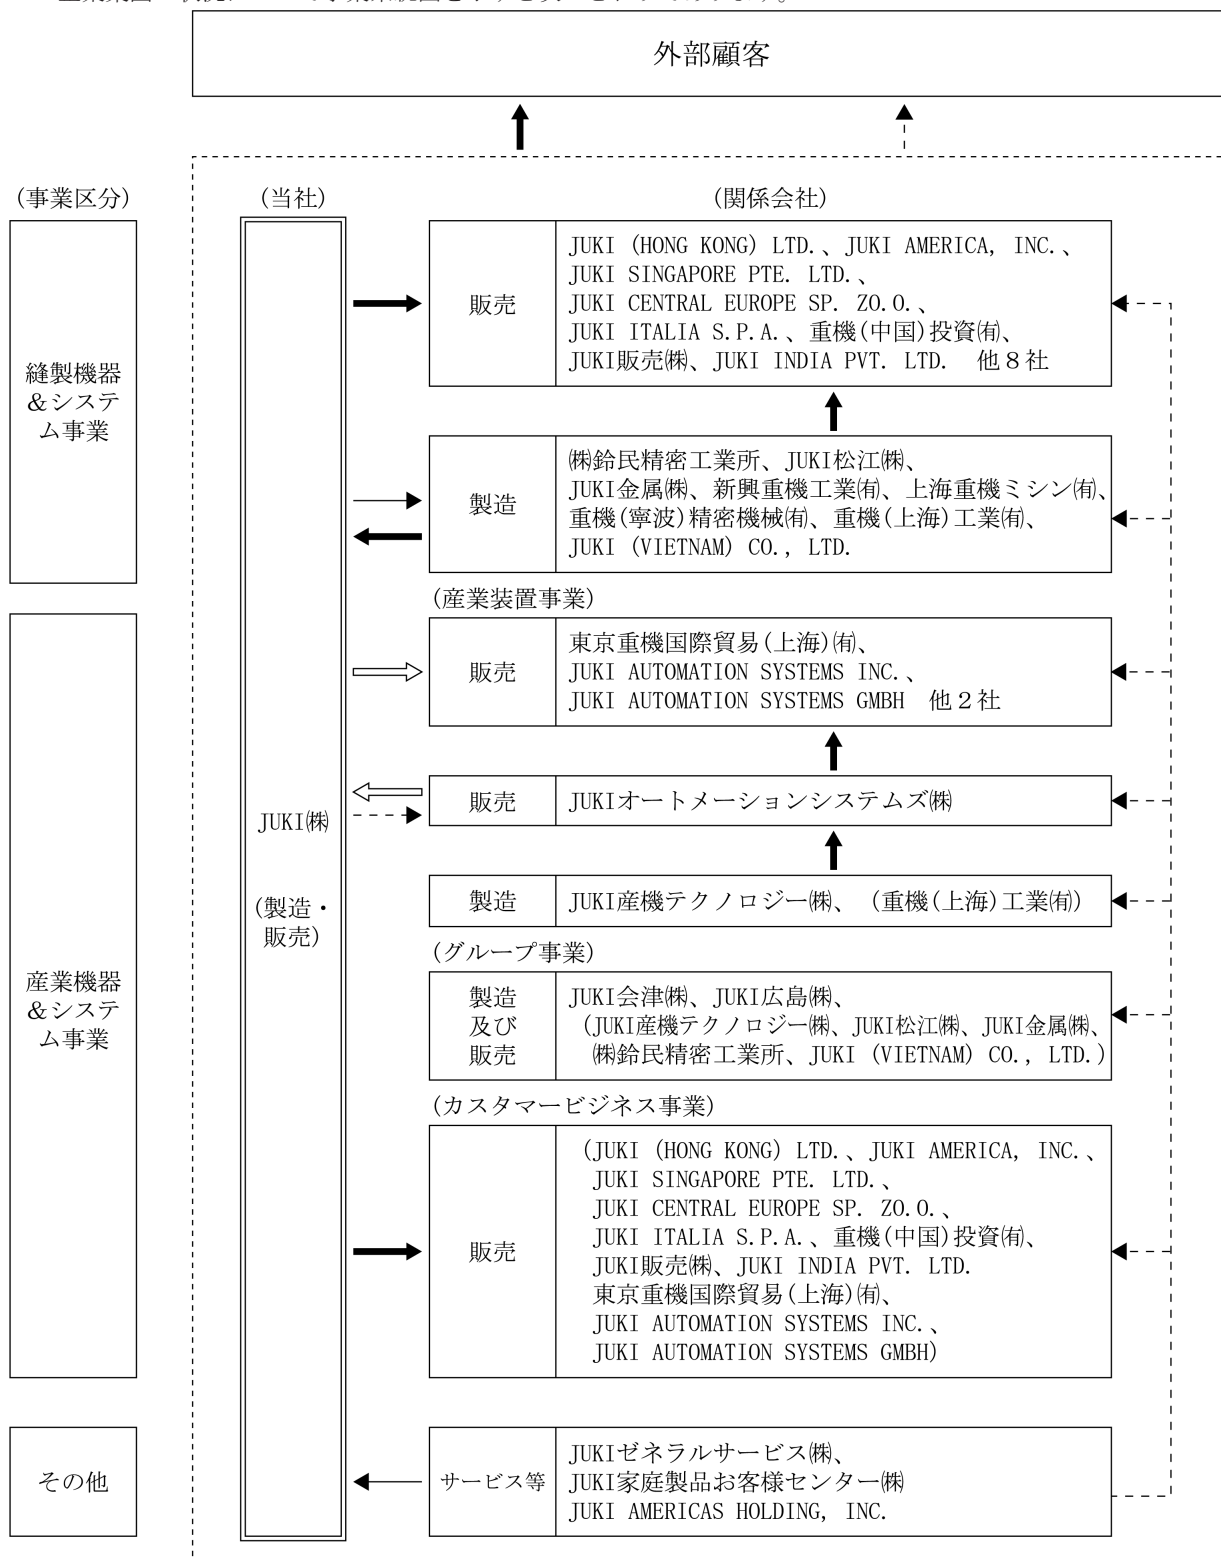 外部顧客
(事業区分)
(当社)
(関係会社)
縫製機器
＆システ
ム事業
産業機器
＆システ
ム事業
その他
JUKI㈱
(製造・
販売)
販売
JUKI (HONG KONG) LTD.、JUKI AMERICA, INC.、
JUKI SINGAPORE PTE. LTD.、
JUKI CENTRAL EUROPE SP. ZO.O.、
JUKI ITALIA S.P.A.、重機(中国)投資㈲、
JUKI販売㈱、JUKI INDIA PVT. LTD.　他８社
製造
㈱鈴民精密工業所、JUKI松江㈱、
JUKI金属㈱、新興重機工業㈲、上海重機ミシン㈲、
重機(寧波)精密機械㈲、重機(上海)工業㈲、
JUKI (VIETNAM) CO., LTD.
(産業装置事業)
販売
東京重機国際貿易(上海)㈲、
JUKI AUTOMATION SYSTEMS INC.、
JUKI AUTOMATION SYSTEMS GMBH　他２社
販売
JUKIオートメーションシステムズ㈱
製造
JUKI産機テクノロジー㈱、(重機(上海)工業㈲)
(グループ事業)
製造
及び
販売
JUKI会津㈱、JUKI広島㈱、
(JUKI産機テクノロジー㈱、JUKI松江㈱、JUKI金属㈱、
㈱鈴民精密工業所、JUKI (VIETNAM) CO., LTD.)
(カスタマービジネス事業)
販売
(JUKI (HONG KONG) LTD.、JUKI AMERICA, INC.、
JUKI SINGAPORE PTE. LTD.、
JUKI CENTRAL EUROPE SP. ZO.O.、
JUKI ITALIA S.P.A.、重機(中国)投資㈲、
JUKI販売㈱、JUKI INDIA PVT. LTD.
東京重機国際貿易(上海)㈲、
JUKI AUTOMATION SYSTEMS INC.、
JUKI AUTOMATION SYSTEMS GMBH)
サービス等
JUKIゼネラルサービス㈱、
JUKI家庭製品お客様センター㈱
JUKI AMERICAS HOLDING, INC.